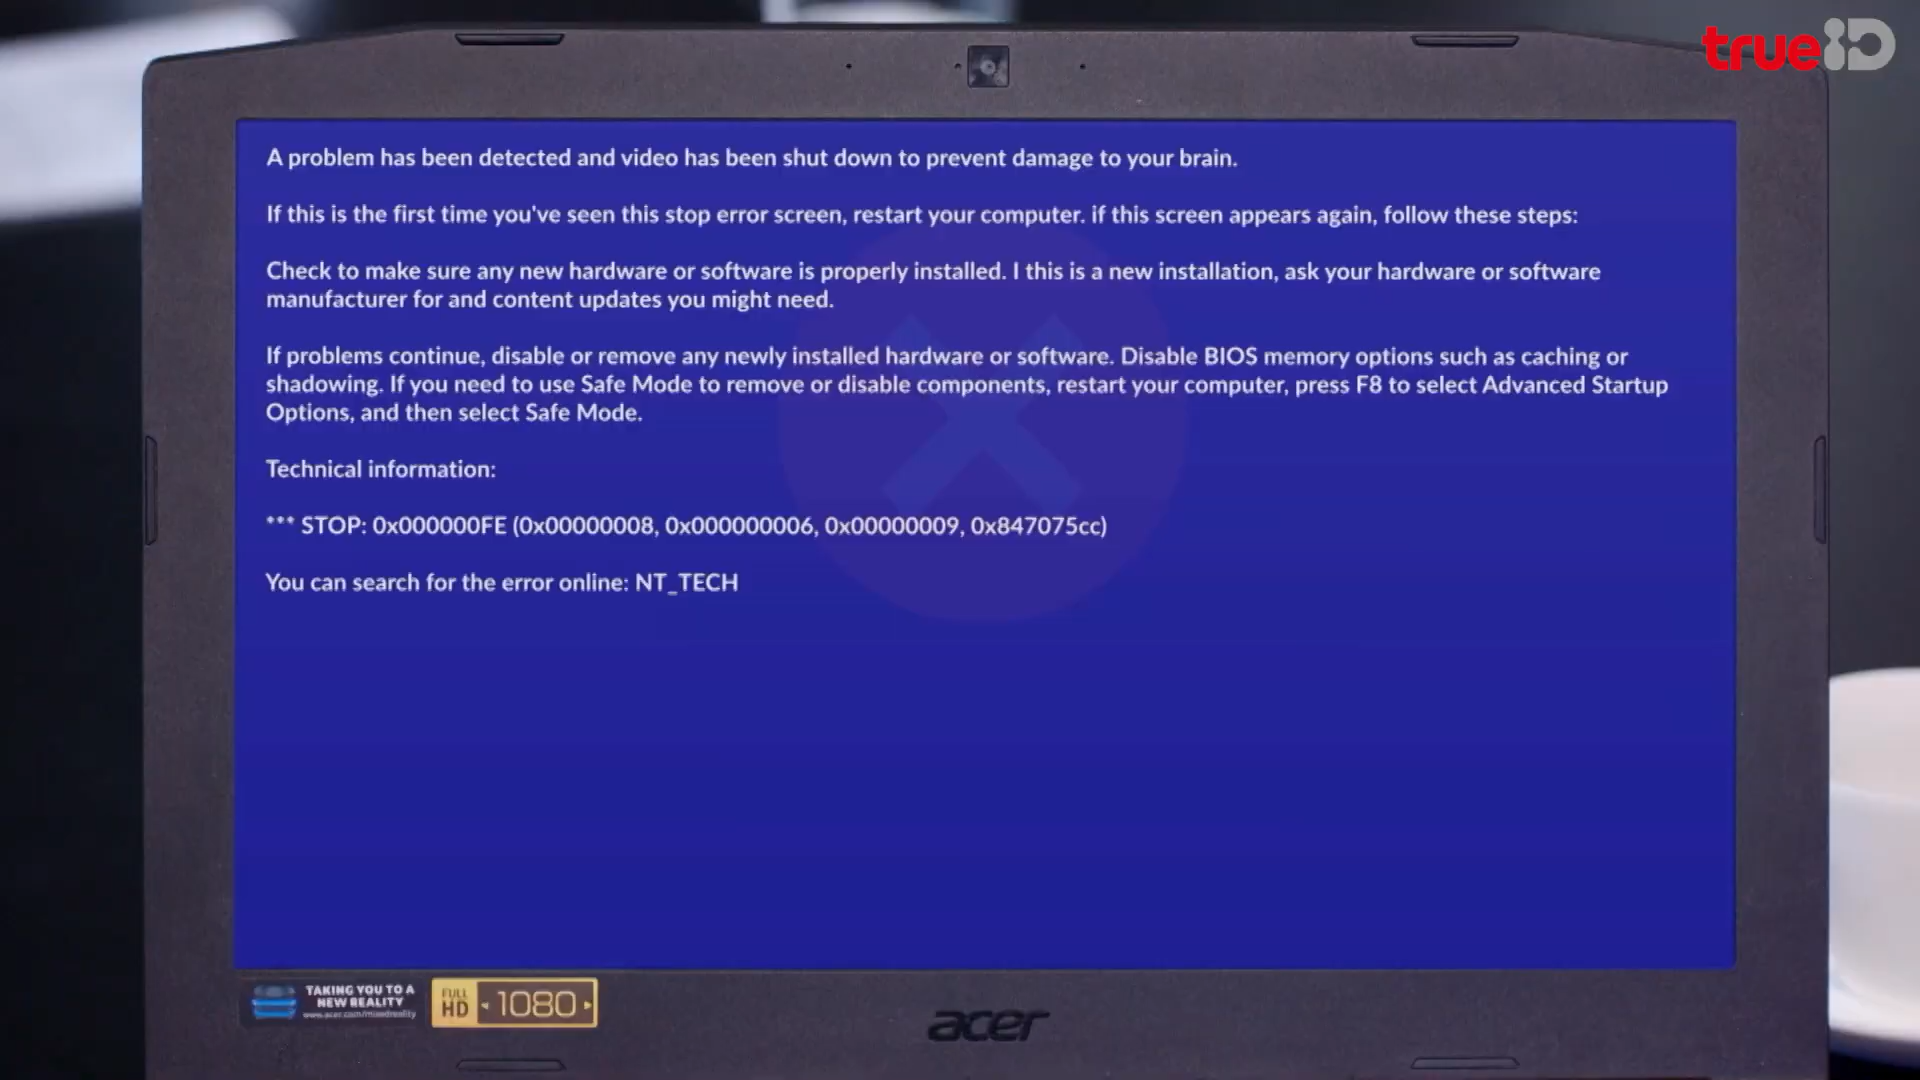 trueID
A problem has been detected and video has been shut down to prevent damage to your brain.
If this is the first time you've seen this stop error screen, restart your computer. if this screen appears again, follow these steps:
Check to make sure any new hardware or software is properly installed. I this is a new installation, ask your hardware or software
manufacturer for and content updates you might need.
If problems continue, disable or remove any newly installed hardware or software. Disable BIOS memory options such as caching or
shadowing. If you need to use Safe Mode to remove or disable components, restart your computer, press F8 to select Advanced Startup
Options, and then select Safe Mode.
Technical information:
*** STOP: 0x000000FE (0x00000008, 0x000000006, 0x00000009, 0x847075cc)
You can search for the error online: NT_TECH
TAKING YOU TO A
NEW REALITY
www.acer.com/mixedreality
FULL
HD
1080
acer